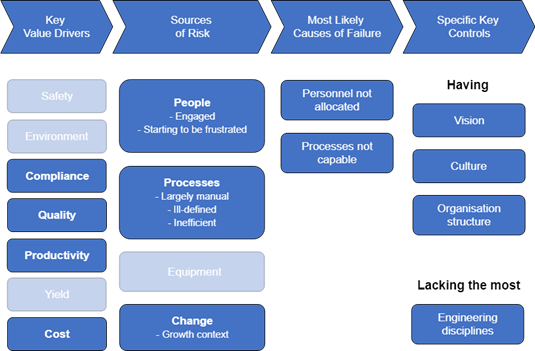 Key
Value Drivers
Sources
of Risk
Most Likely
Causes of Failure
Specific Key
Controls
Safety
Environment
Compliance
Quality
Productivity
Yield
Cost
People
- Engaged
- Starting to be frustrated
Processes
- Largely manual
- Ill-defined
- Inefficient
Equipment
Change
- Growth context
Personnel not
allocated
Processes not
capable
Having
Vision
Culture
Organisation
structure
Lacking the most
Engineering
disciplines